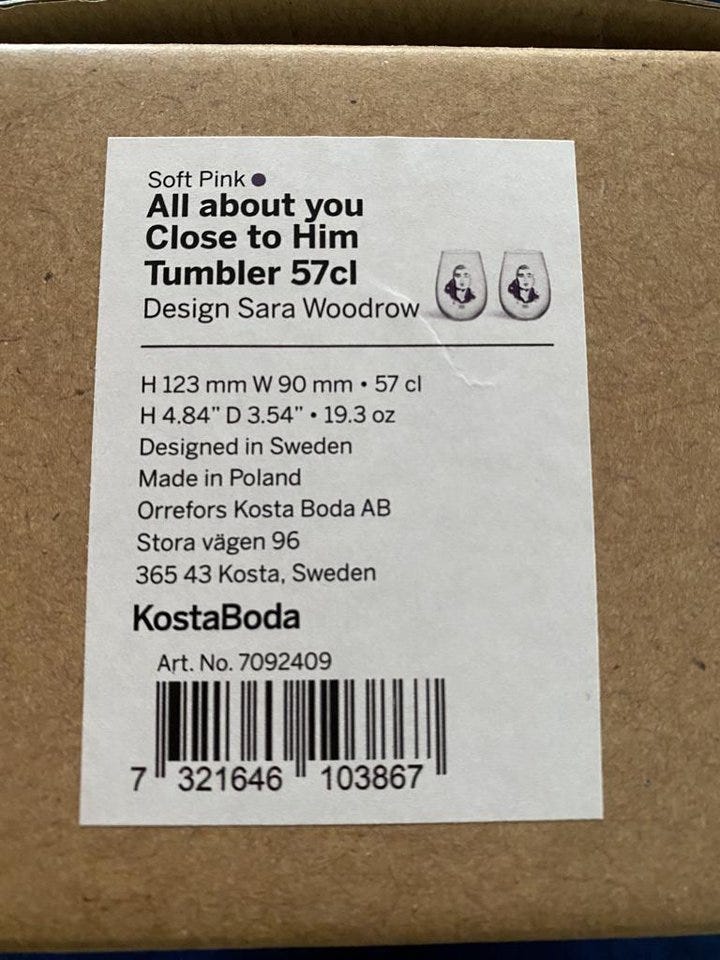 Soft Pink
All about you
Close to Him
Tumbler 57cl
Design Sara Woodrow
H 123 mm W 90 mm • 57 cl
H 4.84" D 3.54" • 19.3 oz
Designed in Sweden
Made in Poland
Orrefors Kosta Boda AB
Stora vägen 96
365 43 Kosta, Sweden
KostaBoda
Art. No. 7092409
7 321646 103867